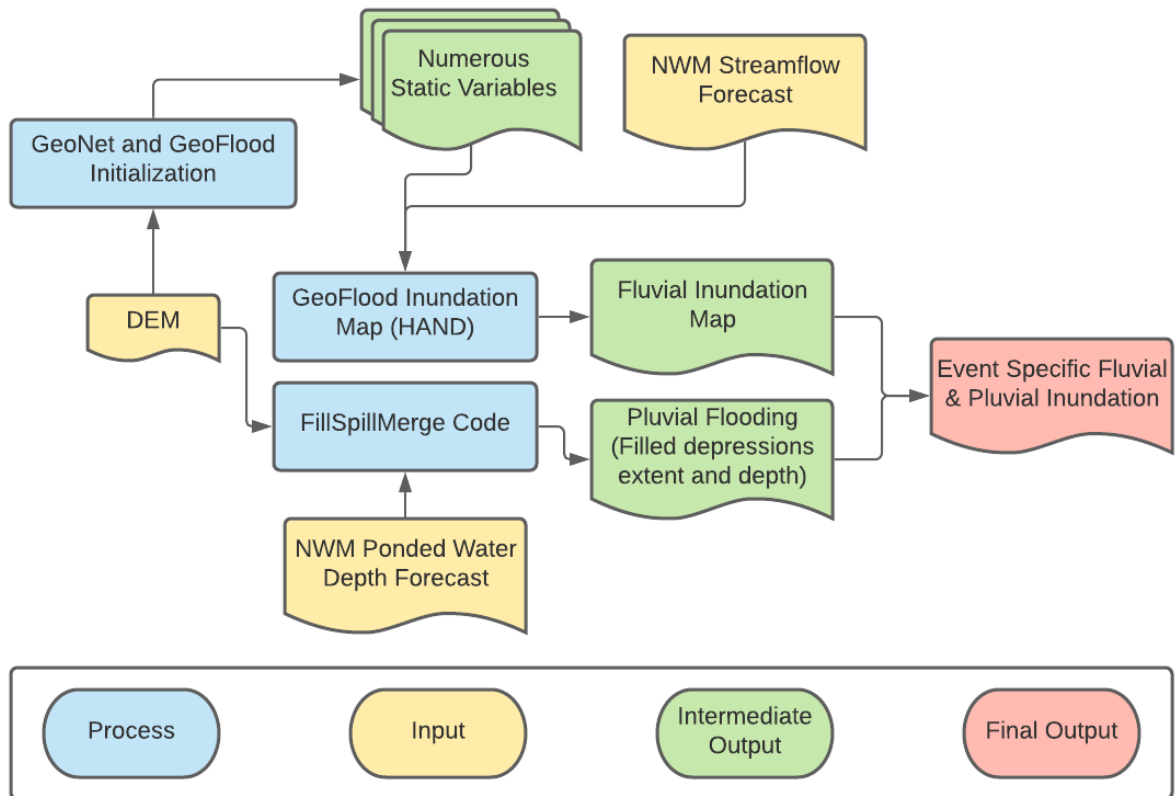 Numerous
Static Variables
NWM Streamflow
Forecast
GeoNet and GeoFlood
Initialization
DEM
GeoFlood Inundation
Map (HAND)
Fluvial Inundation
Map
Event Specific Fluvial
& Pluvial Inundation
FillSpillMerge Code
Pluvial Flooding
(Filled depressions
extent and depth)
NWM Ponded Water
Depth Forecast
Process
Input
Intermediate
Output
Final Output